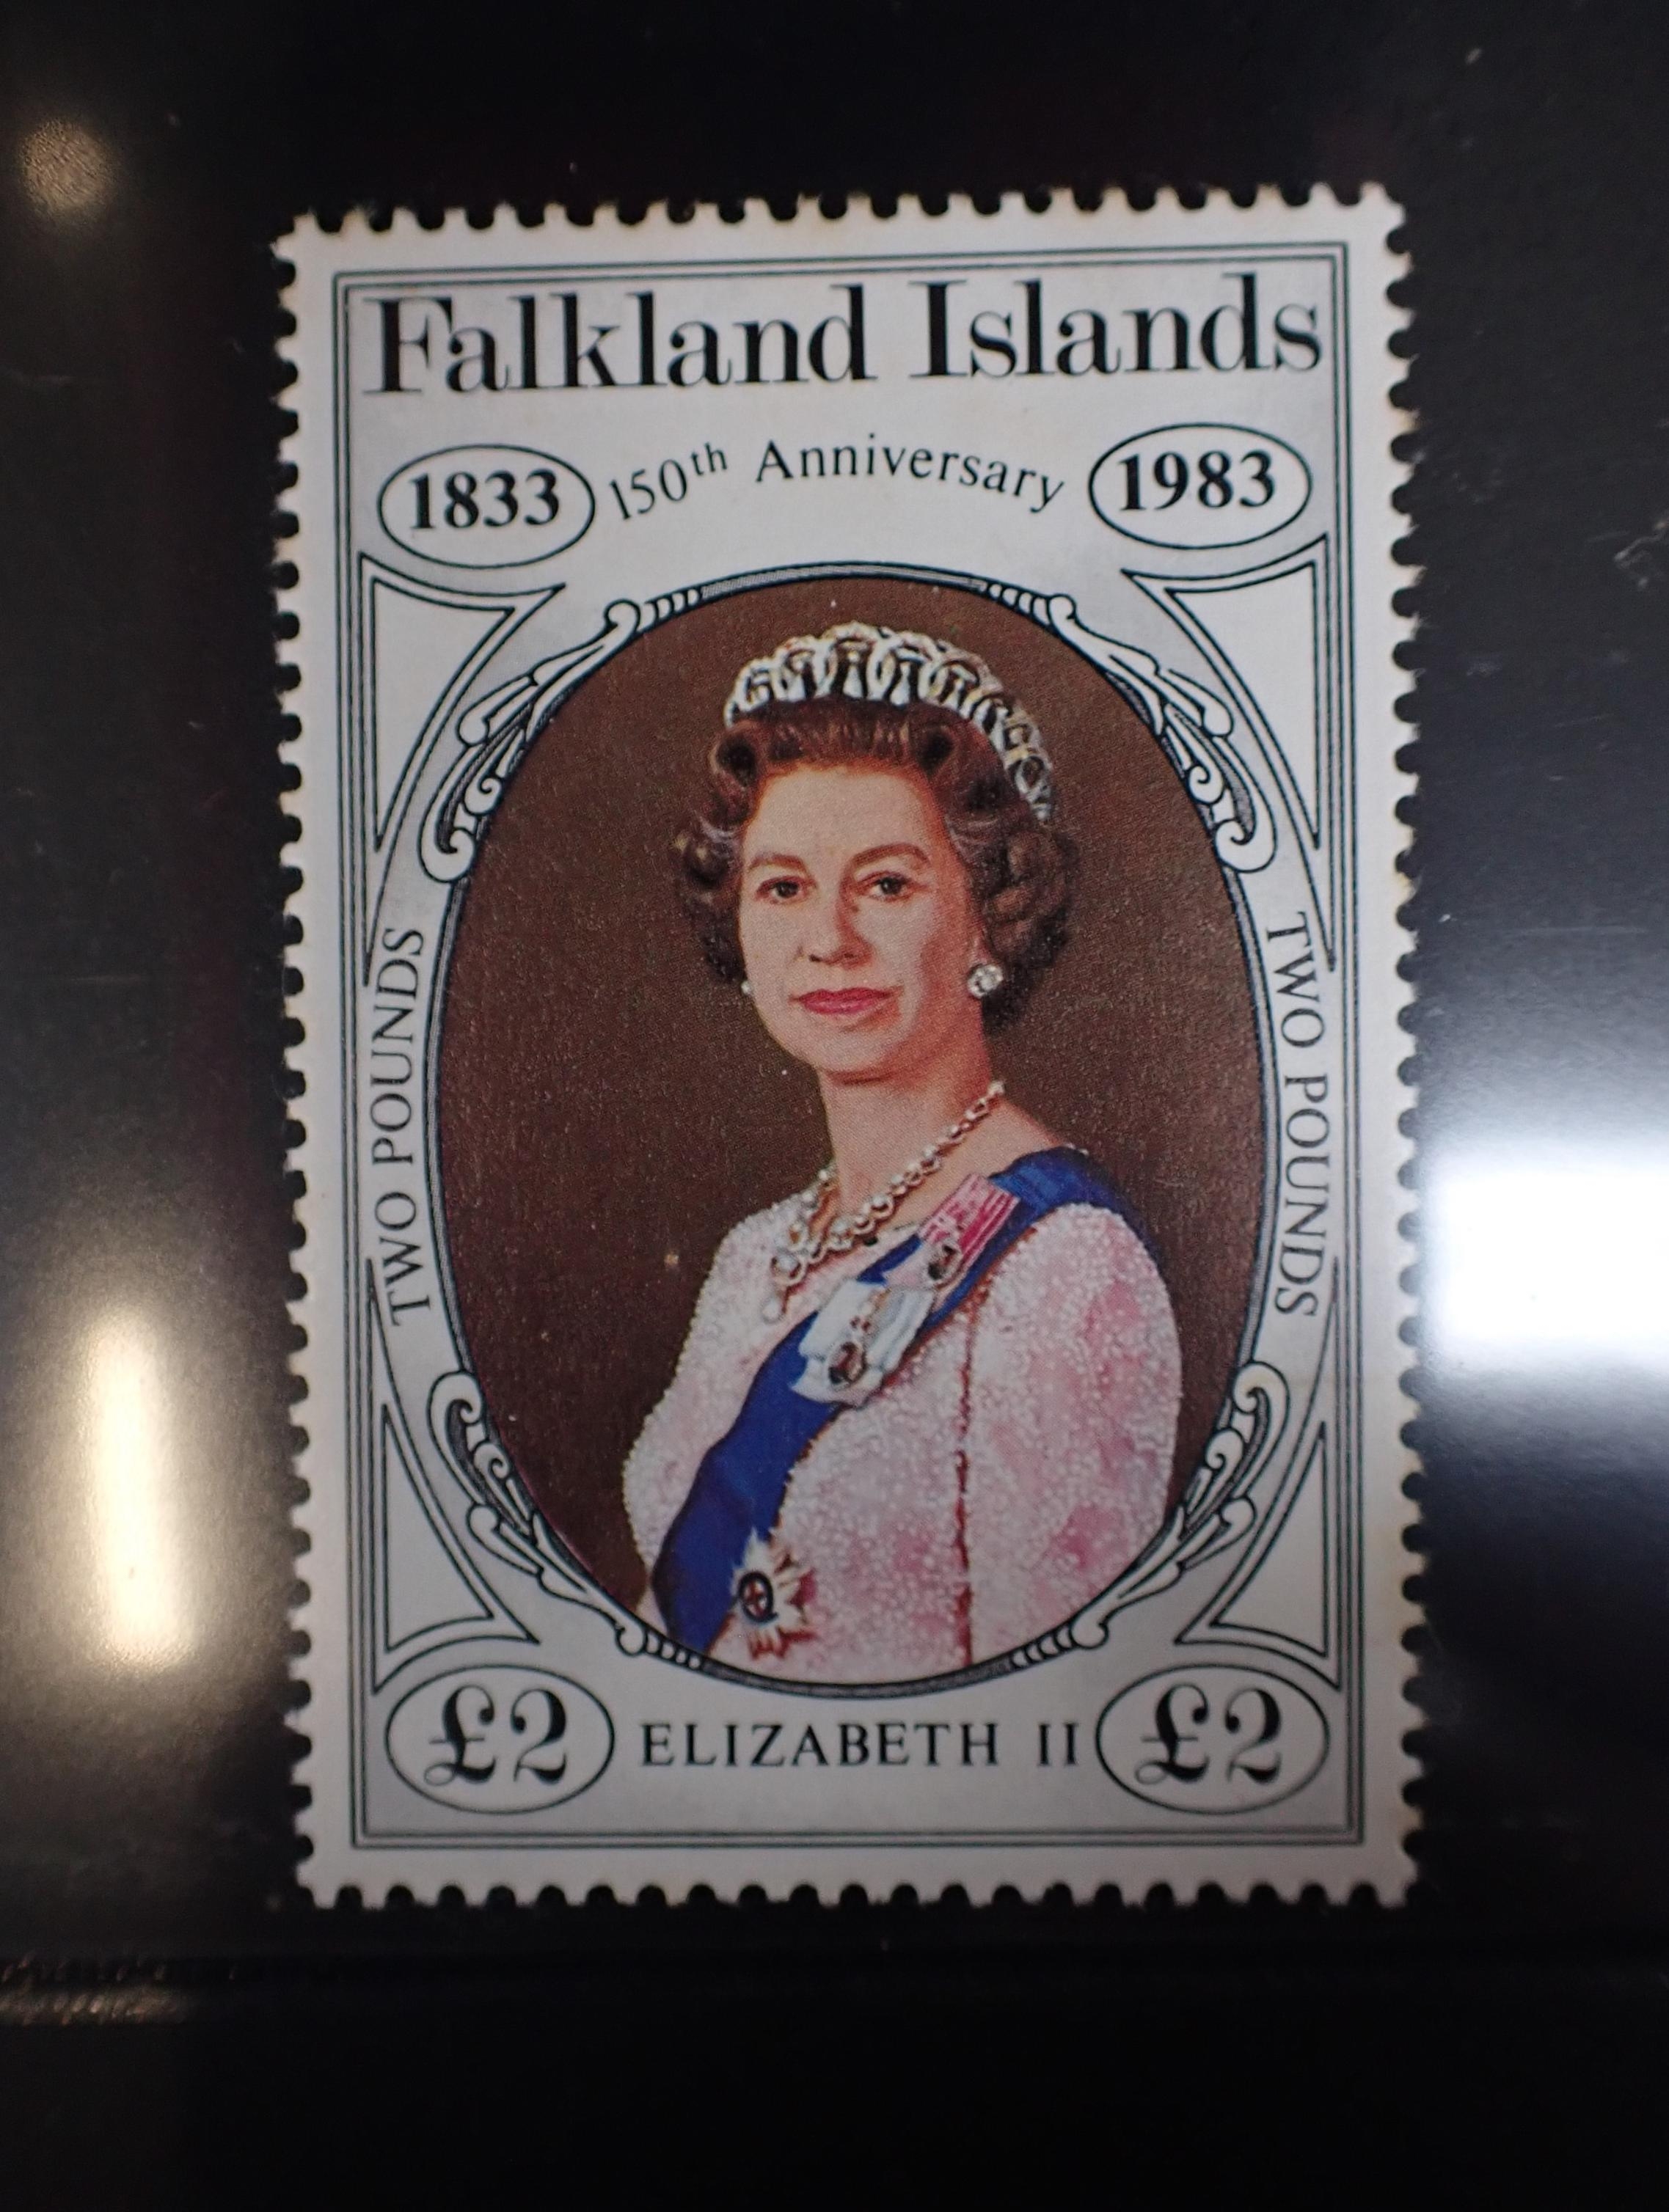 Falkland Islands
1833 150th Anniversary 1983
TWO POUNDS
TWO POUNDS
£2 ELIZABETH II £2